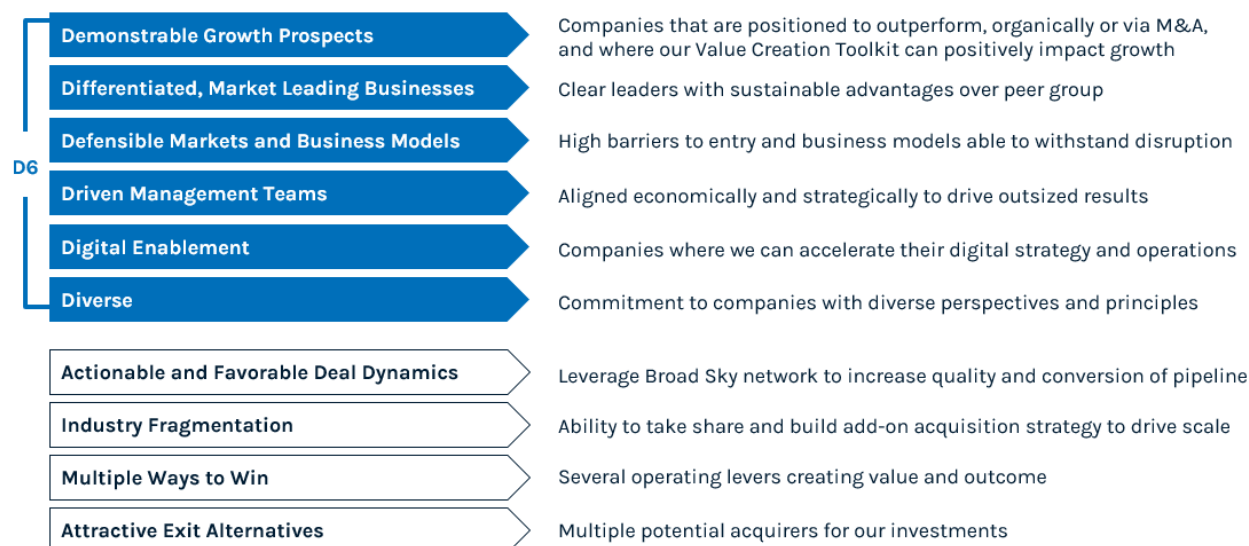 Demonstrable Growth Prospects
Companies that are positioned to outperform, organically or via M&A,
and where our Value Creation Toolkit can positively impact growth
Differentiated, Market Leading Businesses
Clear leaders with sustainable advantages over peer group
Defensible Markets and Business Models
High barriers to entry and business models able to withstand disruption
D6
Driven Management Teams
Aligned economically and strategically to drive outsized results
Digital Enablement
Companies where we can accelerate their digital strategy and operations
Diverse
Commitment to companies with diverse perspectives and principles
Actionable and Favorable Deal Dynamics
Leverage Broad Sky network to increase quality and conversion of pipeline
Industry Fragmentation
Ability to take share and build add-on acquisition strategy to drive scale
Multiple Ways to Win
Several operating levers creating value and outcome
Attractive Exit Alternatives
Multiple potential acquirers for our investments